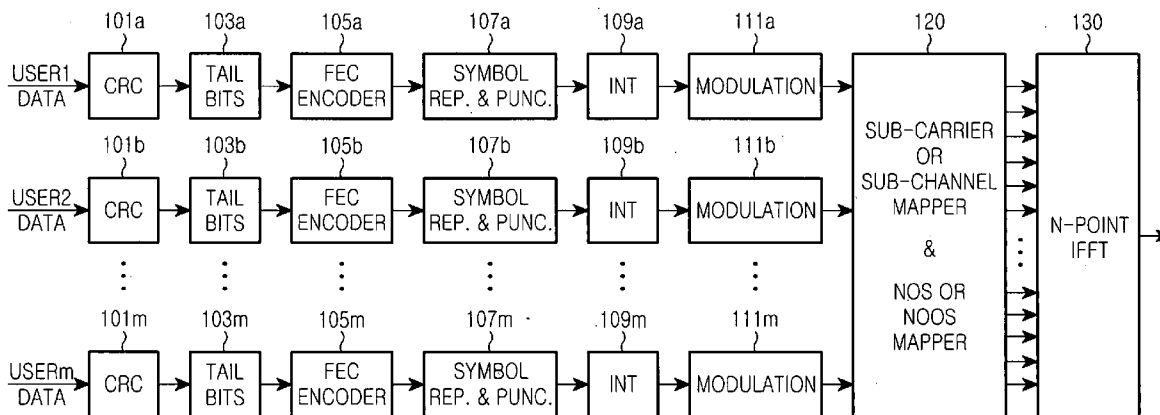 101a 103a 105a 107a 109a 111a 120 130
USER1 DATA CRC TAIL BITS FEC ENCODER SYMBOL REP. & PUNC. INT MODULATION
101b 103b 105b 107b 109b 111b
USER2 DATA CRC TAIL BITS FEC ENCODER SYMBOL REP. & PUNC. INT MODULATION
101m 103m 105m 107m 109m 111m
USERm DATA CRC TAIL BITS FEC ENCODER SYMBOL REP. & PUNC. INT MODULATION
SUB-CARRIER
OR
SUB-CHANNEL
MAPPER
&
NOS OR
NOOS
MAPPER
N-POINT
IFFT